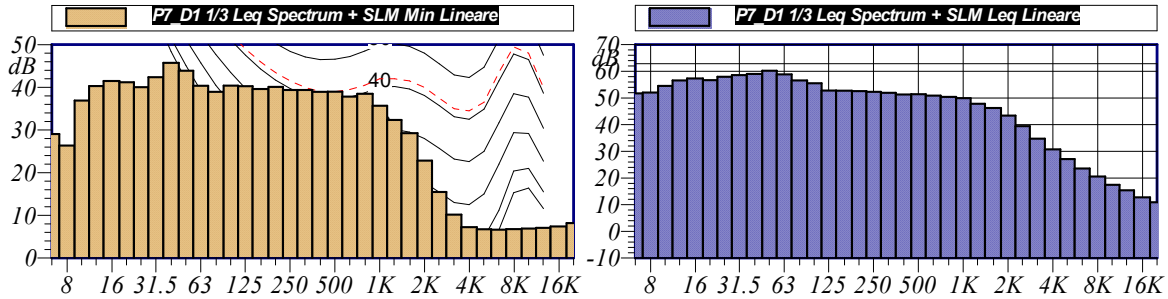 P7_D1 1/3 Leq Spectrum + SLM Min Lineare
50
dB
40
30
20
10
0
40
8 16 31.5 63 125 250 500 1K 2K 4K 8K 16K
P7_D1 1/3 Leq Spectrum + SLM Leq Lineare
70
dB
60
50
40
30
20
10
0
-10
8 16 31.5 63 125 250 500 1K 2K 4K 8K 16K